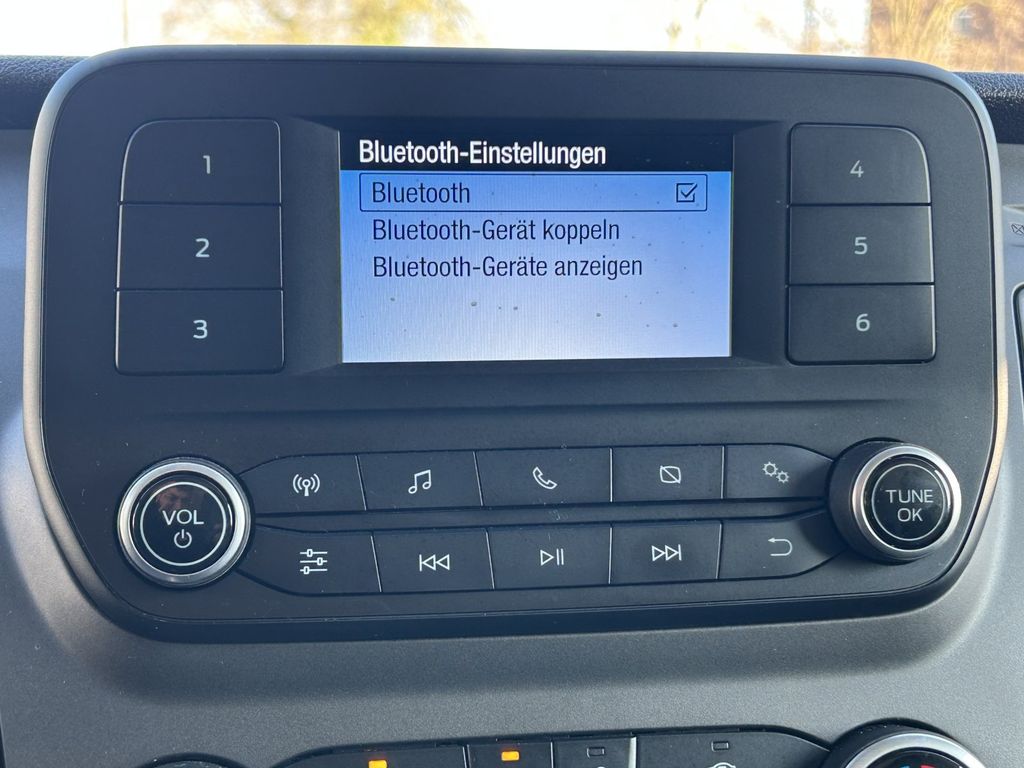 Bluetooth-Einstellungen
Bluetooth
Bluetooth-Gerät koppeln
Bluetooth-Geräte anzeigen
1
2
3
4
5
6
VOL
TUNE
OK